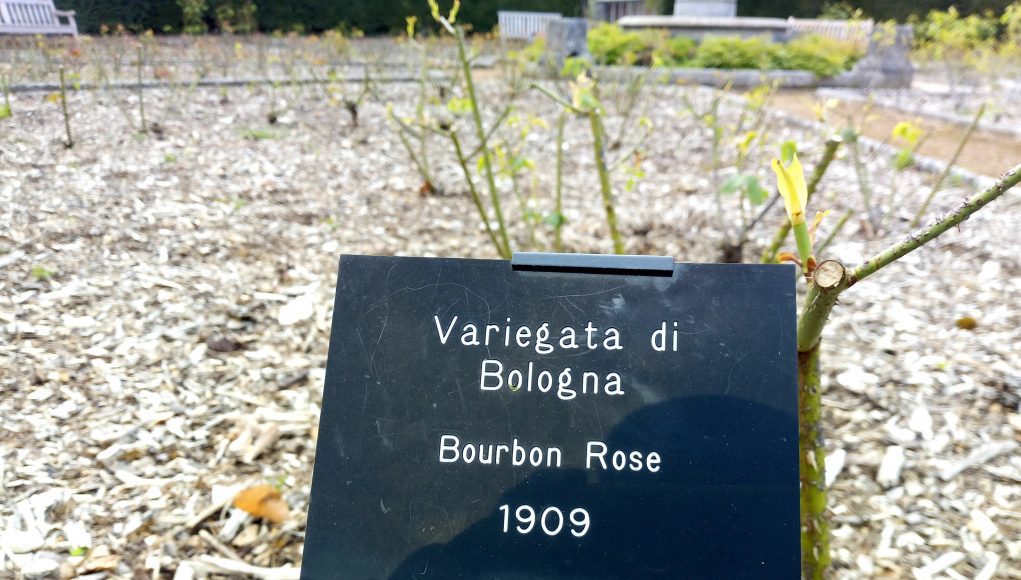 Variegata di
Bologna
Bourbon Rose
1909